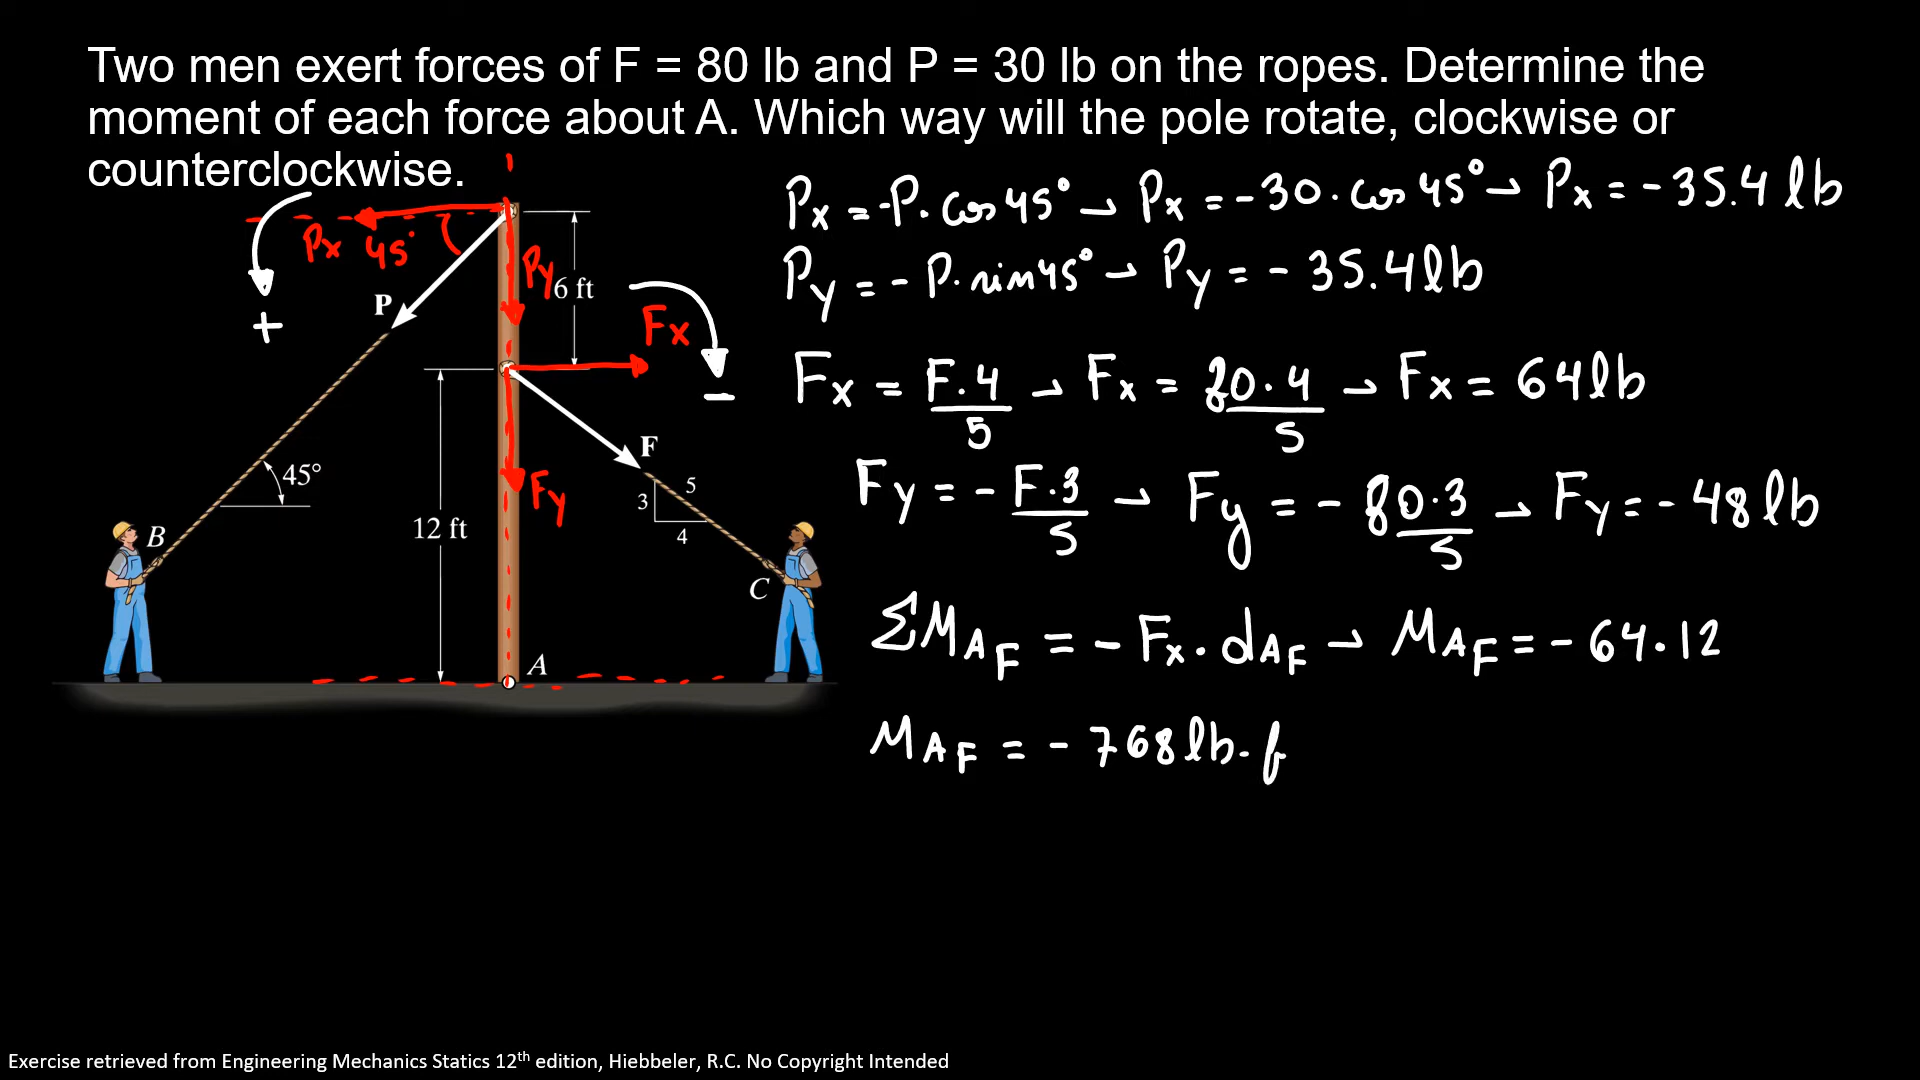 Two men exert forces of F = 80 lb and P = 30 lb on the ropes. Determine the
moment of each force about A. Which way will the pole rotate, clockwise or
counterclockwise.
Px = -P. cos 45° → Px = -30 . cos 45° → Px = -35.4 lb
Py = - P. sin 45° → Py = - 35.4 lb
Px 45°
Py
6 ft
P
+
Fx
-
Fx = F.4/5 → Fx = 80.4/5 → Fx = 64 lb
F
Fy
45°
3
5
4
12 ft
Fy = - F.3/5 → Fy = - 80.3/5 → Fy = - 48 lb
B
C
A
ΣM_AF = - Fx . d_AF → M_AF = - 64.12
M_AF = - 768 lb. f
Exercise retrieved from Engineering Mechanics Statics 12th edition, Hiebbeler, R.C. No Copyright Intended